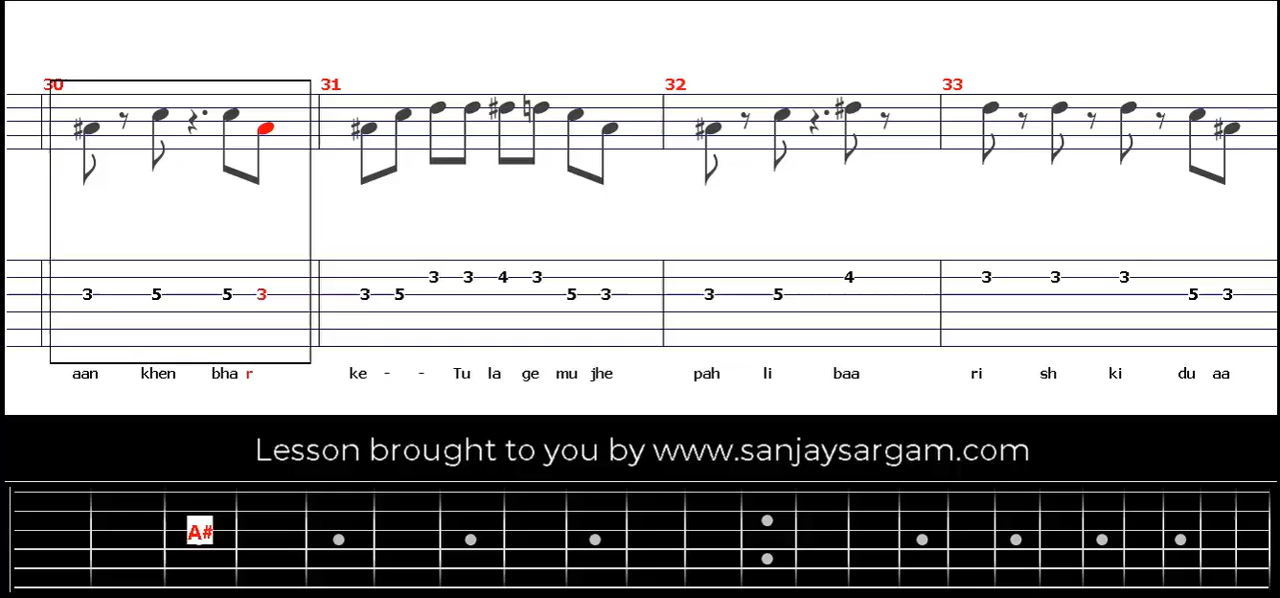 30 31 32 33
3 5 5 3 3 5 3 3 4 3 5 3 3 5 4 3 3 3 5 3
aan khen bha r ke - - Tu la ge mu jhe pah li baa ri sh ki du aa
Lesson brought to you by www.sanjaysargam.com
A#